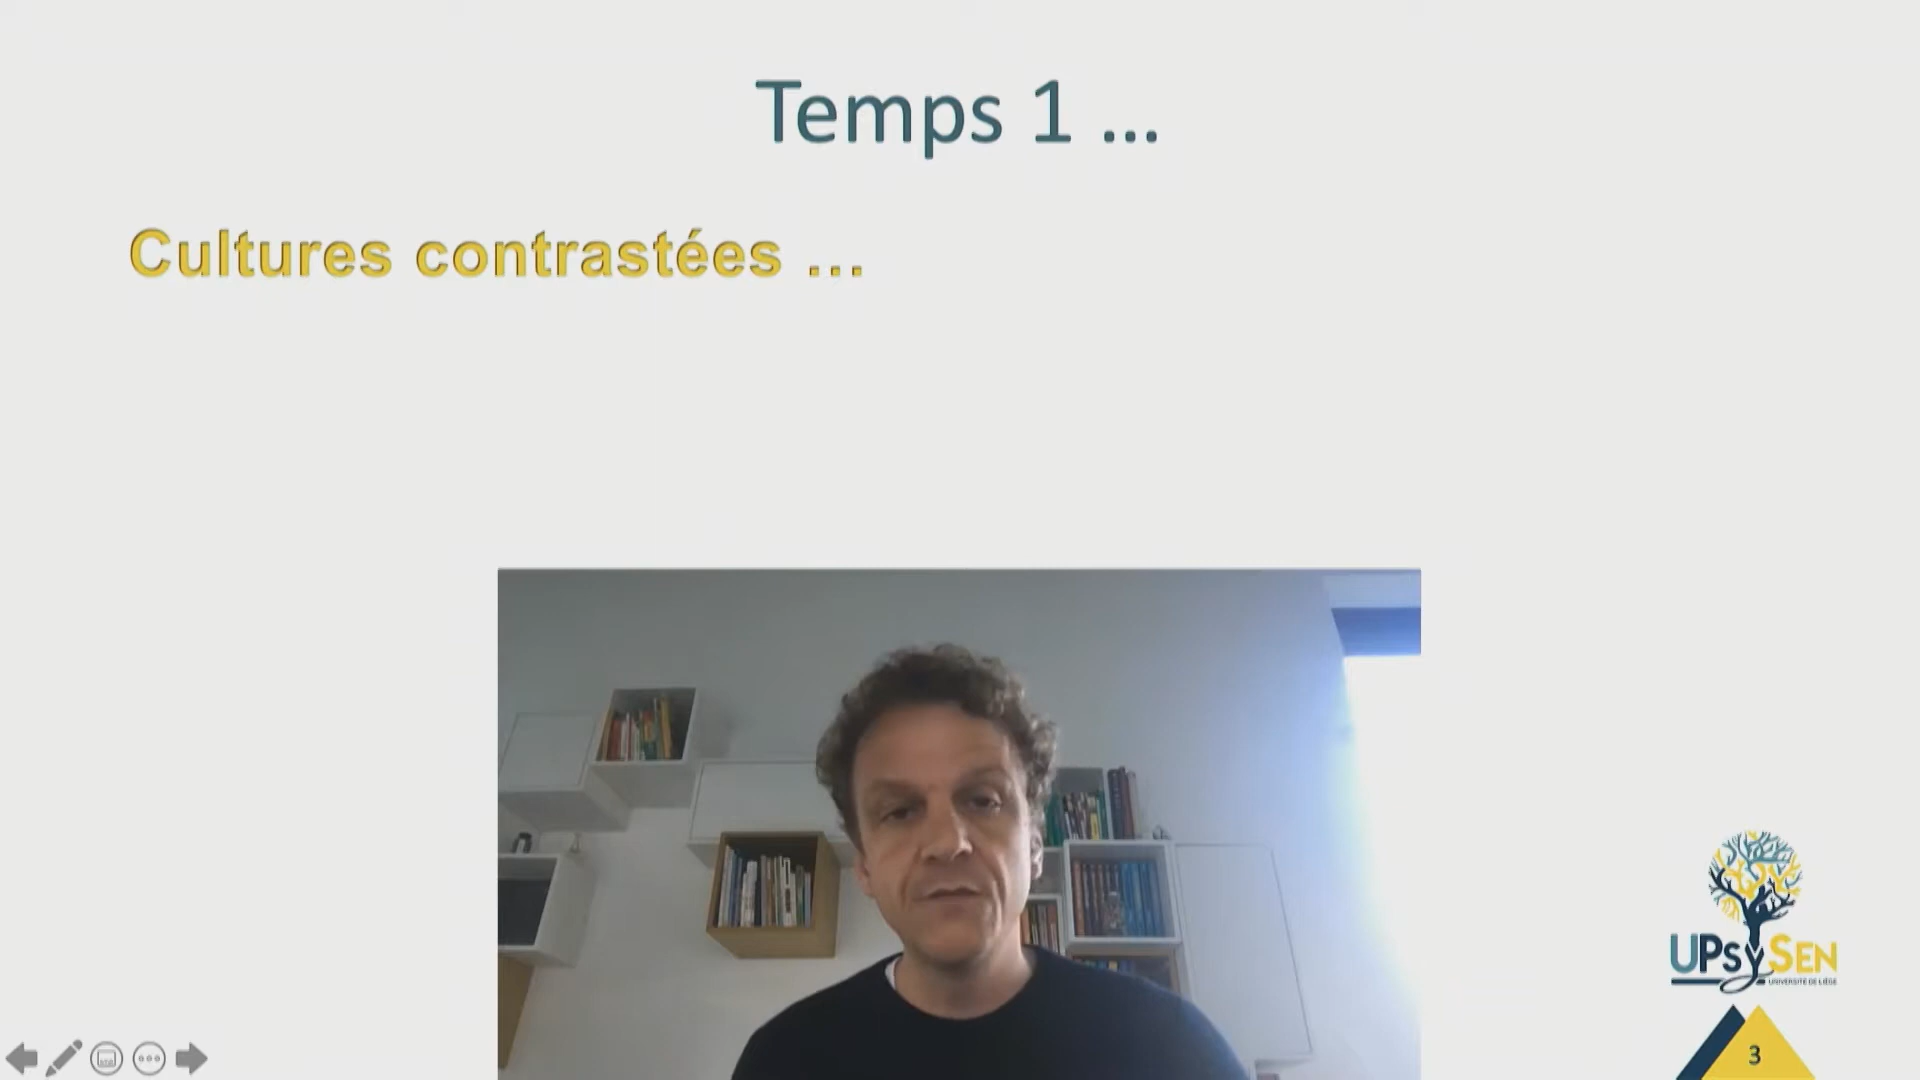 Temps 1 ...
Cultures contrastées ...
UPsySen
UNIVERSITÉ DE LIÈGE
3